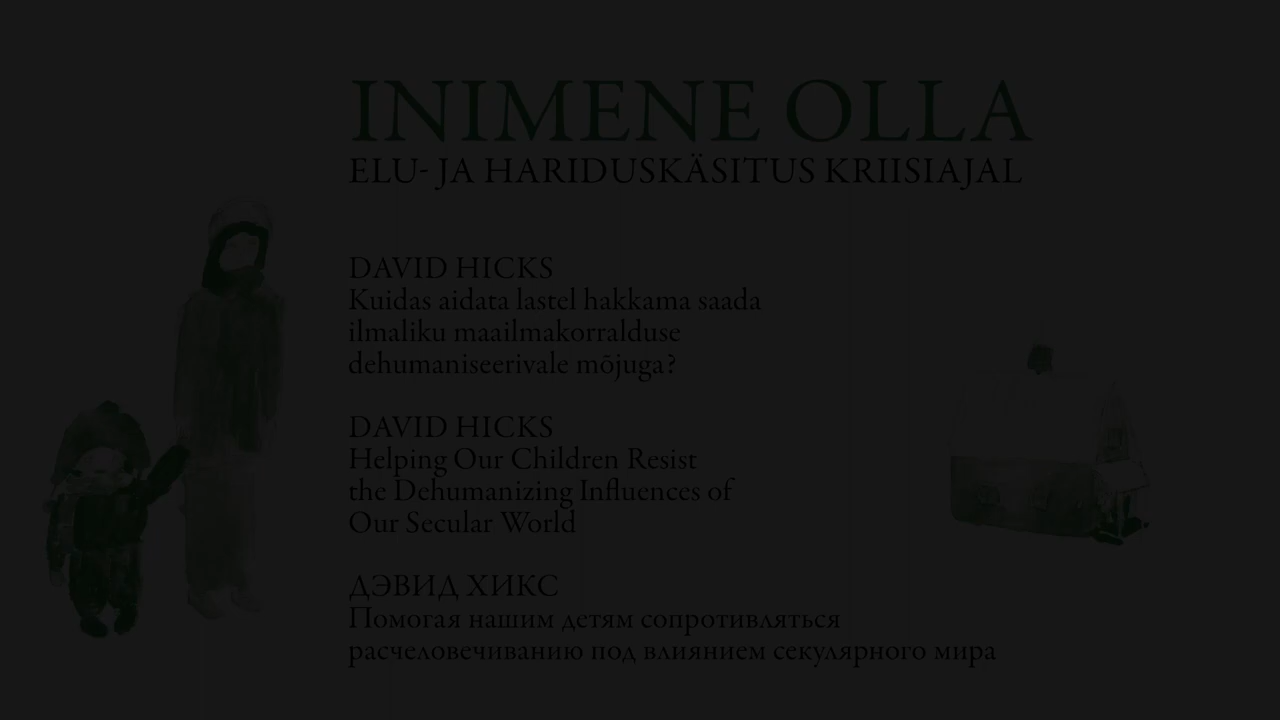 INIMENE OLLA
ELU- JA HARIDUSKÄSITUS KRIISIAJAL
DAVID HICKS
Kuidas aidata lastel hakkama saada
ilmaliku maailmakorralduse
dehumaniseerivale mõjuga?
DAVID HICKS
Helping Our Children Resist
the Dehumanizing Influences of
Our Secular World
ДЭВИД ХИКС
Помогая нашим детям сопротивляться
расчеловечиванию под влиянием секулярного мира